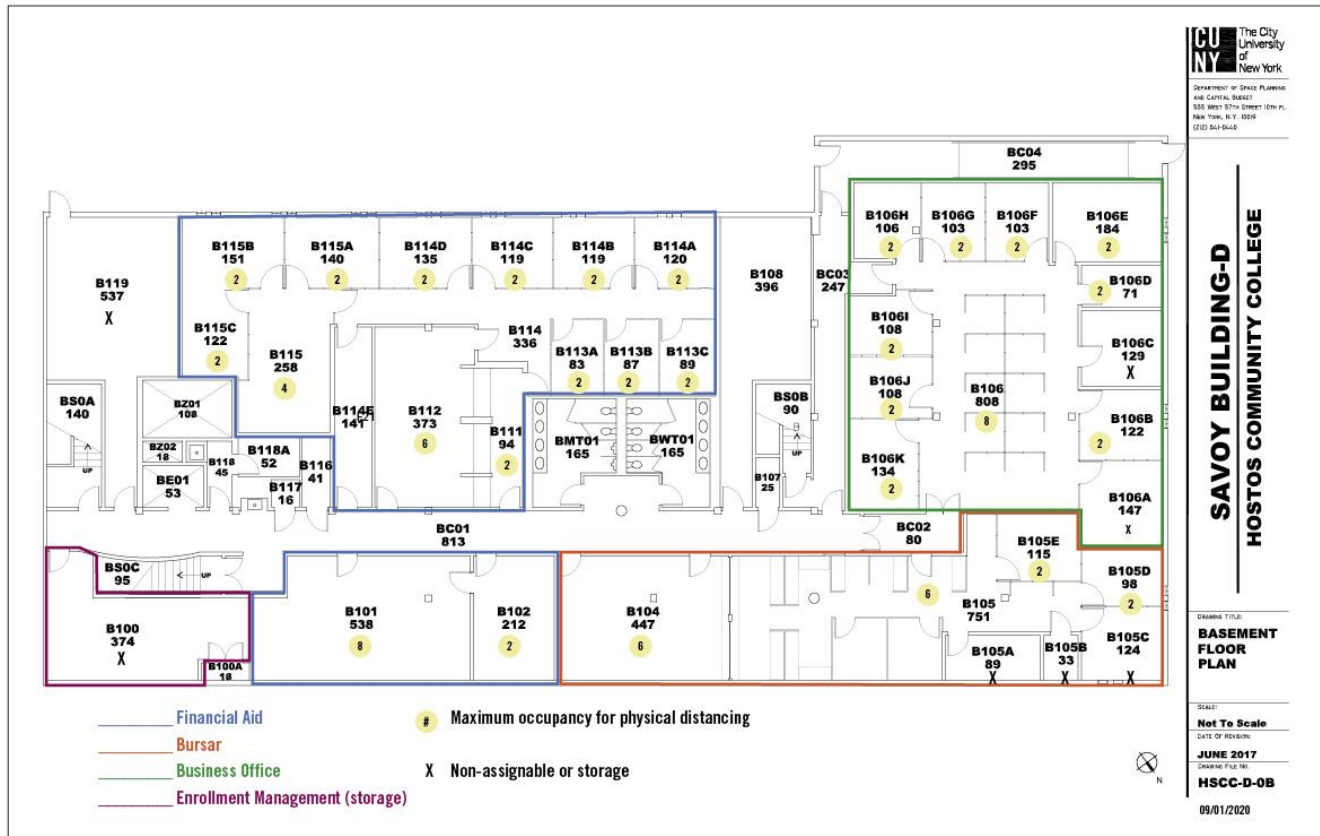 CU
NY
The City
University
of
New York
DEPARTMENT OF SPACE PLANNING
AND CAPITAL BUDGET
555 WEST 57TH STREET 10TH FL.
NEW YORK, N.Y. 10019
(212) 541-0440
SAVOY BUILDING-D
HOSTOS COMMUNITY COLLEGE
DRAWING TITLE:
BASEMENT
FLOOR
PLAN
SCALE:
Not To Scale
DATE OF REVISION:
JUNE 2017
DRAWING FILE NO.
HSCC-D-0B
09/01/2020
BC04
295
B106H
106
2
B106G
103
2
B106F
103
2
B106E
184
2
B115B
151
2
B115A
140
2
B114D
135
2
B114C
119
2
B114B
119
2
B114A
120
2
B119
537
X
B108
396
BC03
247
B106D
71
2
B115C
122
2
B115
258
4
B114
336
B113A
83
2
B113B
87
2
B113C
89
2
B106I
108
2
B106C
129
X
BS0A
140
UP
BZ01
108
B114E
141
B112
373
6
B111
94
2
BS0B
90
UP
B106J
108
2
B106
808
8
B106B
122
2
BZ02
18
B118
45
B118A
52
B116
41
BMT01
165
BWT01
165
BE01
53
B117
16
B107
25
B106K
134
2
B106A
147
X
BC01
813
BC02
80
BS0C
95
UP
B105E
115
2
B105D
98
2
B100
374
X
B100A
18
B101
538
8
B102
212
2
B104
447
6
6
B105
751
B105A
89
X
B105B
33
X
B105C
124
X
Financial Aid
Bursar
Business Office
Enrollment Management (storage)
# Maximum occupancy for physical distancing
X Non-assignable or storage
N